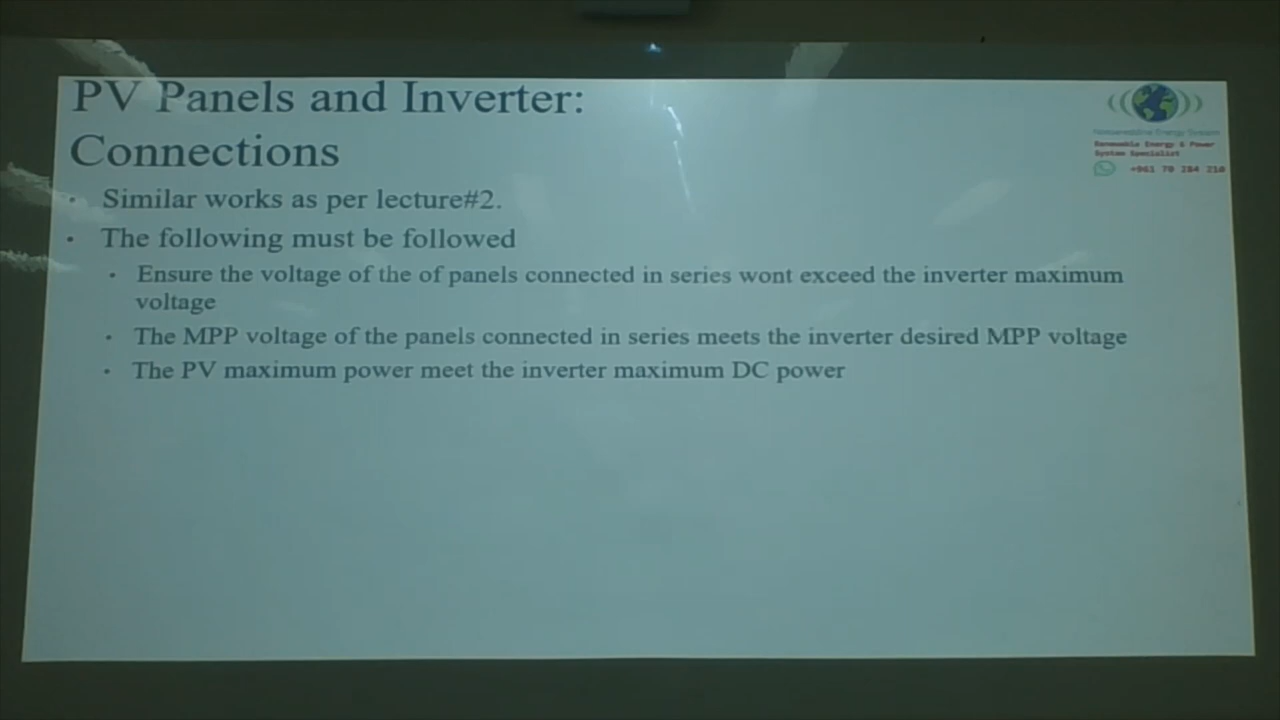 PV Panels and Inverter:
Connections
• Similar works as per lecture#2.
• The following must be followed
• Ensure the voltage of the of panels connected in series wont exceed the inverter maximum
voltage
• The MPP voltage of the panels connected in series meets the inverter desired MPP voltage
• The PV maximum power meet the inverter maximum DC power
Energy System
Renewable Energy & Power
System Specialist
+961 70 284 210